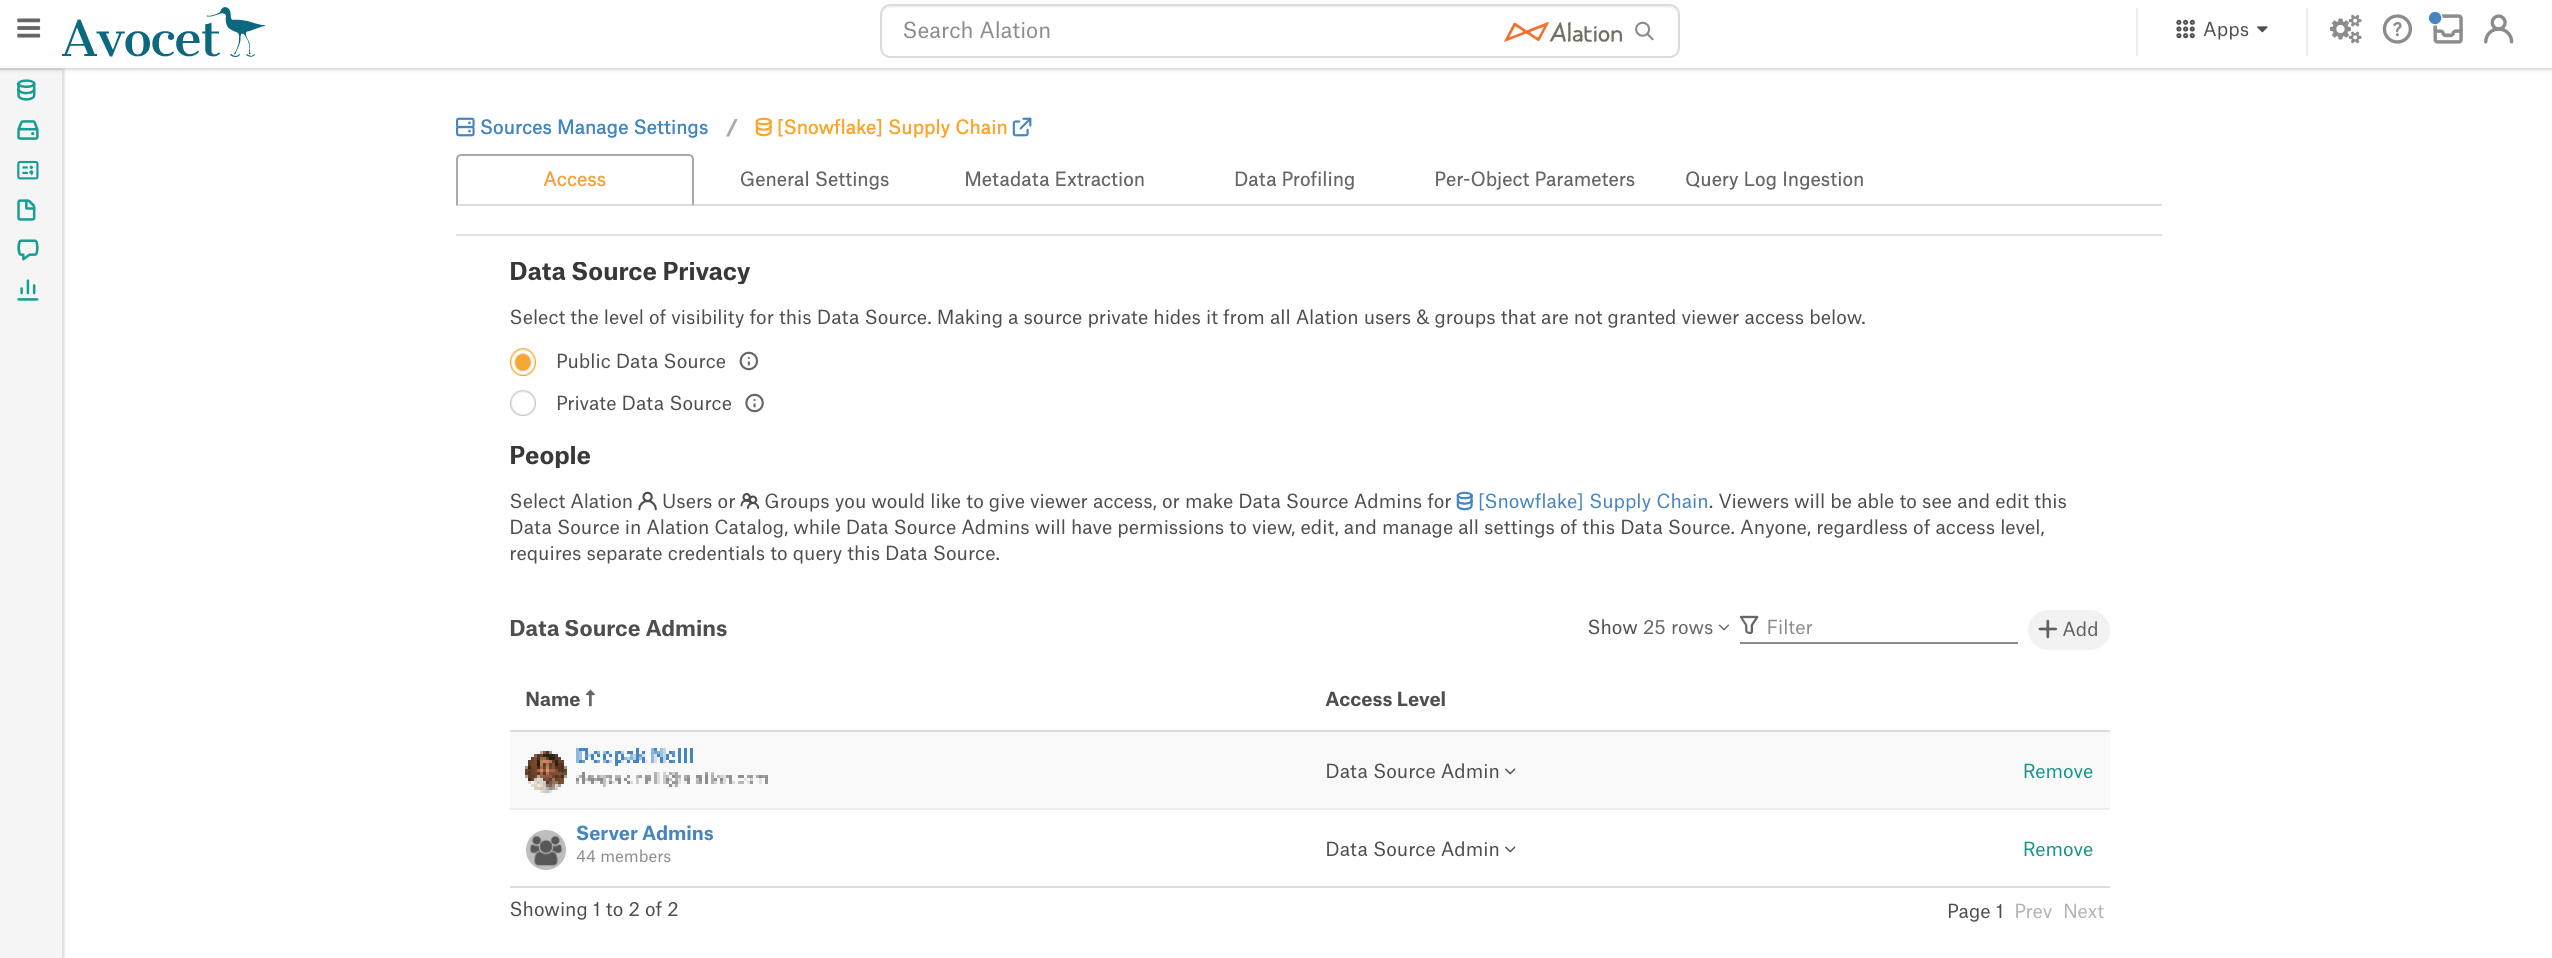 Avocet
Search Alation
Alation
Apps
Sources Manage Settings / [Snowflake] Supply Chain
Access
General Settings
Metadata Extraction
Data Profiling
Per-Object Parameters
Query Log Ingestion
Data Source Privacy
Select the level of visibility for this Data Source. Making a source private hides it from all Alation users & groups that are not granted viewer access below.
Public Data Source
Private Data Source
People
Select Alation Users or Groups you would like to give viewer access, or make Data Source Admins for [Snowflake] Supply Chain. Viewers will be able to see and edit this
Data Source in Alation Catalog, while Data Source Admins will have permissions to view, edit, and manage all settings of this Data Source. Anyone, regardless of access level,
requires separate credentials to query this Data Source.
Data Source Admins
Show 25 rows
Filter
+ Add
Name ↑
Access Level
Data Source Admin
Remove
Server Admins
44 members
Data Source Admin
Remove
Showing 1 to 2 of 2
Page 1 Prev Next